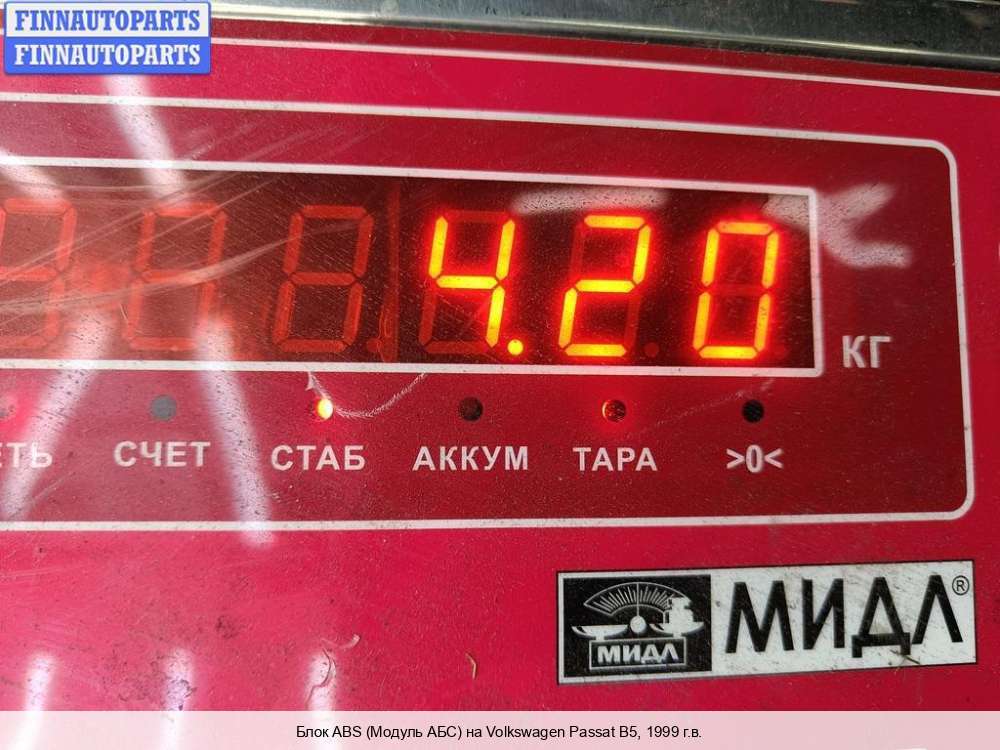 FINNAUTOPARTS
FINNAUTOPARTS
4.20
КГ
СЧЕТ СТАБ АККУМ ТАРА >0<
МИДЛ МИДЛ®
Блок ABS (Модуль АБС) на Volkswagen Passat B5, 1999 г.в.